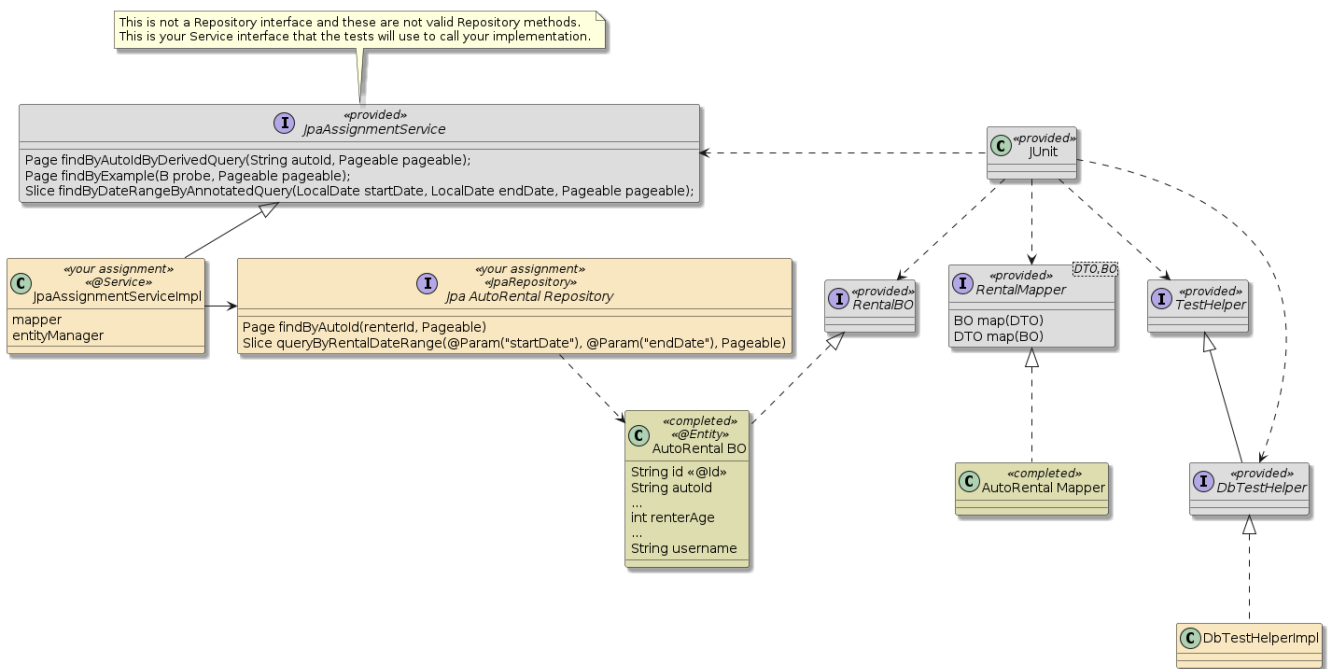 This is not a Repository interface and these are not valid Repository methods.
This is your Service interface that the tests will use to call your implementation.
«provided»
I
JpaAssignmentService
Page findByAutoIdByDerivedQuery(String autoId, Pageable pageable);
Page findByExample(B probe, Pageable pageable);
Slice findByDateRangeByAnnotatedQuery(LocalDate startDate, LocalDate endDate, Pageable pageable);
C
«provided»
JUnit
«your assignment»
«@Service»
C
JpaAssignmentServiceImpl
mapper
entityManager
«your assignment»
«JpaRepository»
I
Jpa AutoRental Repository
Page findByAutoId(renterId, Pageable)
Slice queryByRentalDateRange(@Param("startDate"), @Param("endDate"), Pageable)
«provided»
I
RentalBO
DTO,BO
«provided»
I
RentalMapper
BO map(DTO)
DTO map(BO)
«provided»
I
TestHelper
«completed»
«@Entity»
C
AutoRental BO
String id «@Id»
String autoId
...
int renterAge
...
String username
«completed»
C
AutoRental Mapper
«provided»
I
DbTestHelper
C
DbTestHelperImpl